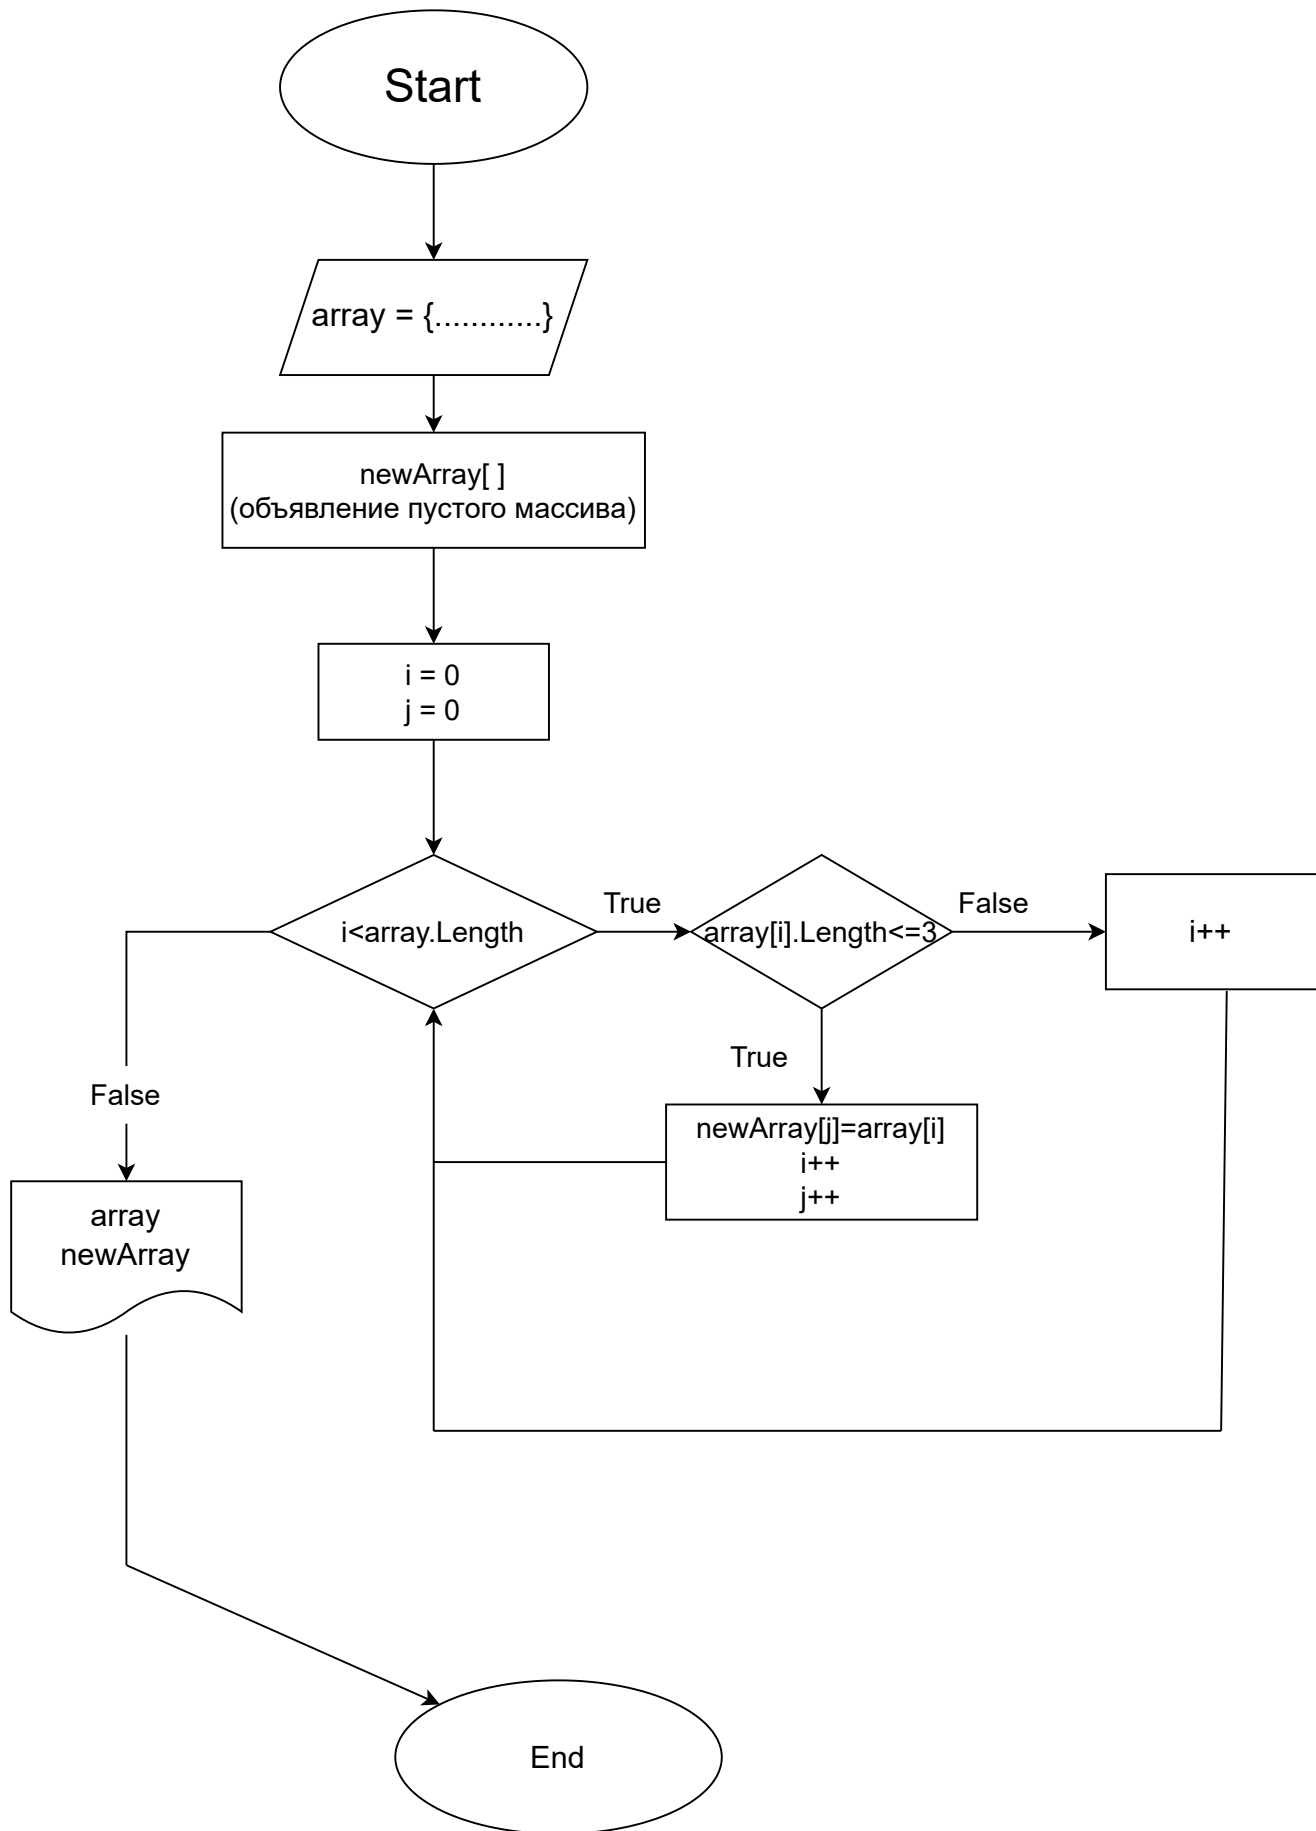 Start
array = {............}
newArray[ ]
(объявление пустого массива)
i = 0
j = 0
i<array.Length
True
array[i].Length<=3
False
i++
True
newArray[j]=array[i]
i++
j++
False
array
newArray
End